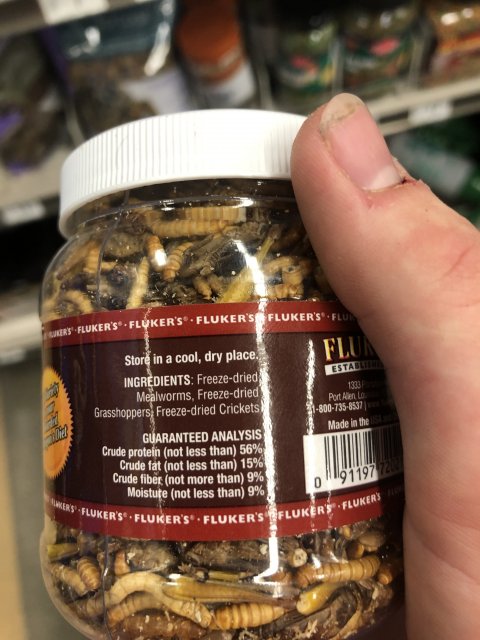 FLUKER'S® · FLUKER'S® · FLUKER'S® · FLUKER'S®
Store in a cool, dry place.
INGREDIENTS: Freeze-dried
Mealworms, Freeze-dried
Grasshoppers, Freeze-dried Crickets
GUARANTEED ANALYSIS
Crude protein (not less than) 56%
Crude fat (not less than) 15%
Crude fiber (not more than) 9%
Moisture (not less than) 9%
ESTABLISHED
1333
Port Allen,
1-800-735-8537
Made in the USA
0 91197
Diet
FLUKER'S® · FLUKER'S® · FLUKER'S® · FLUKER'S® · FLUKER'S